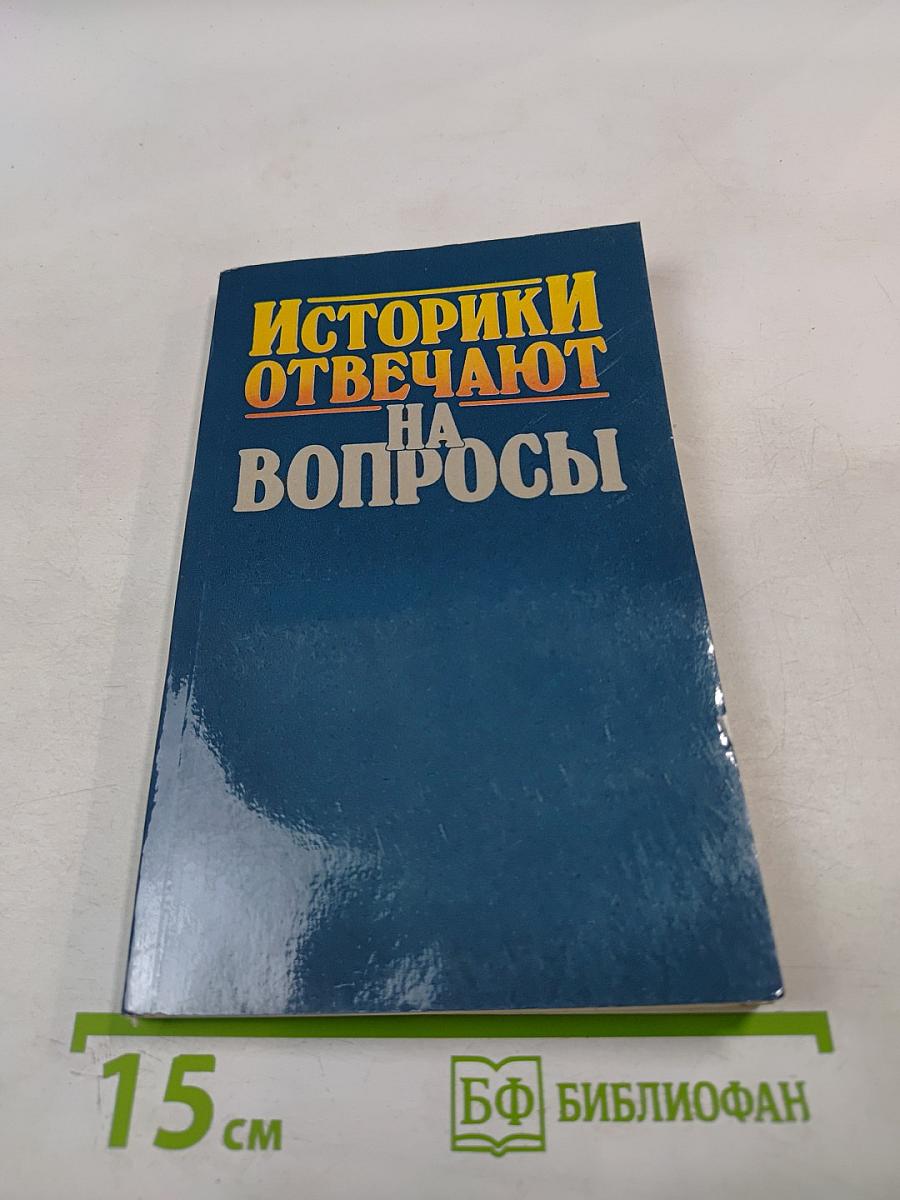 ИСТОРИКИ
ОТВЕЧАЮТ
НА
ВОПРОСЫ
15 см
БФ БИБЛИОФАН